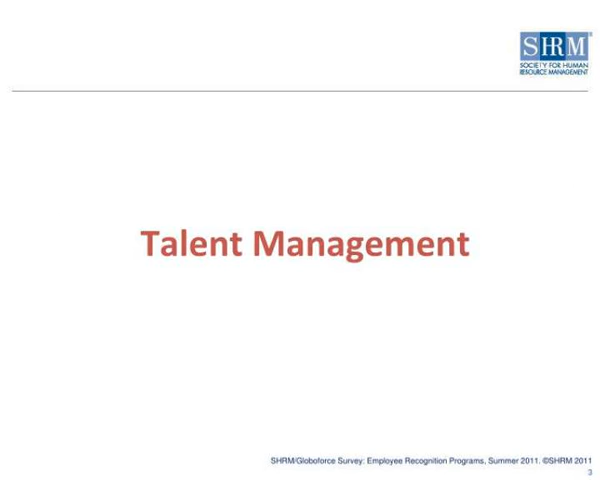 SHRM
SOCIETY FOR HUMAN
RESOURCE MANAGEMENT
Talent Management
SHRM/Globoforce Survey: Employee Recognition Programs, Summer 2011. ©SHRM 2011
3